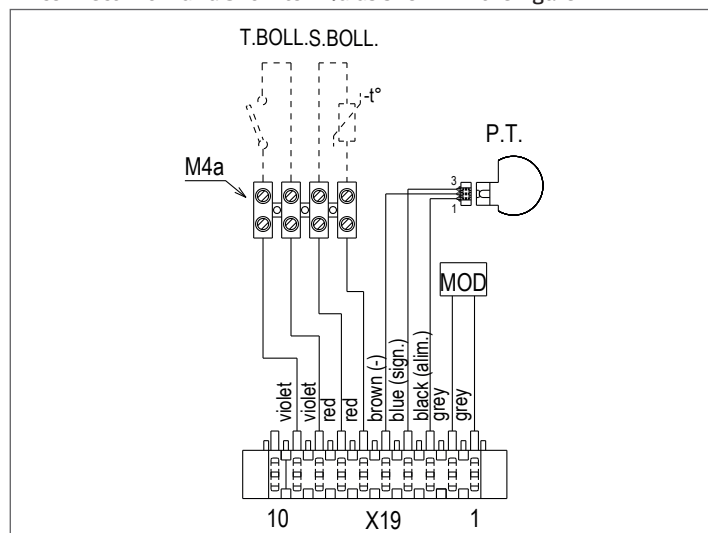 T.BOLL. S.BOLL.
-t°
P.T.
M4a
3
1
MOD
violet
violet
red
red
brown (-)
blue (sign.)
black (alim.)
grey
grey
10
X19
1